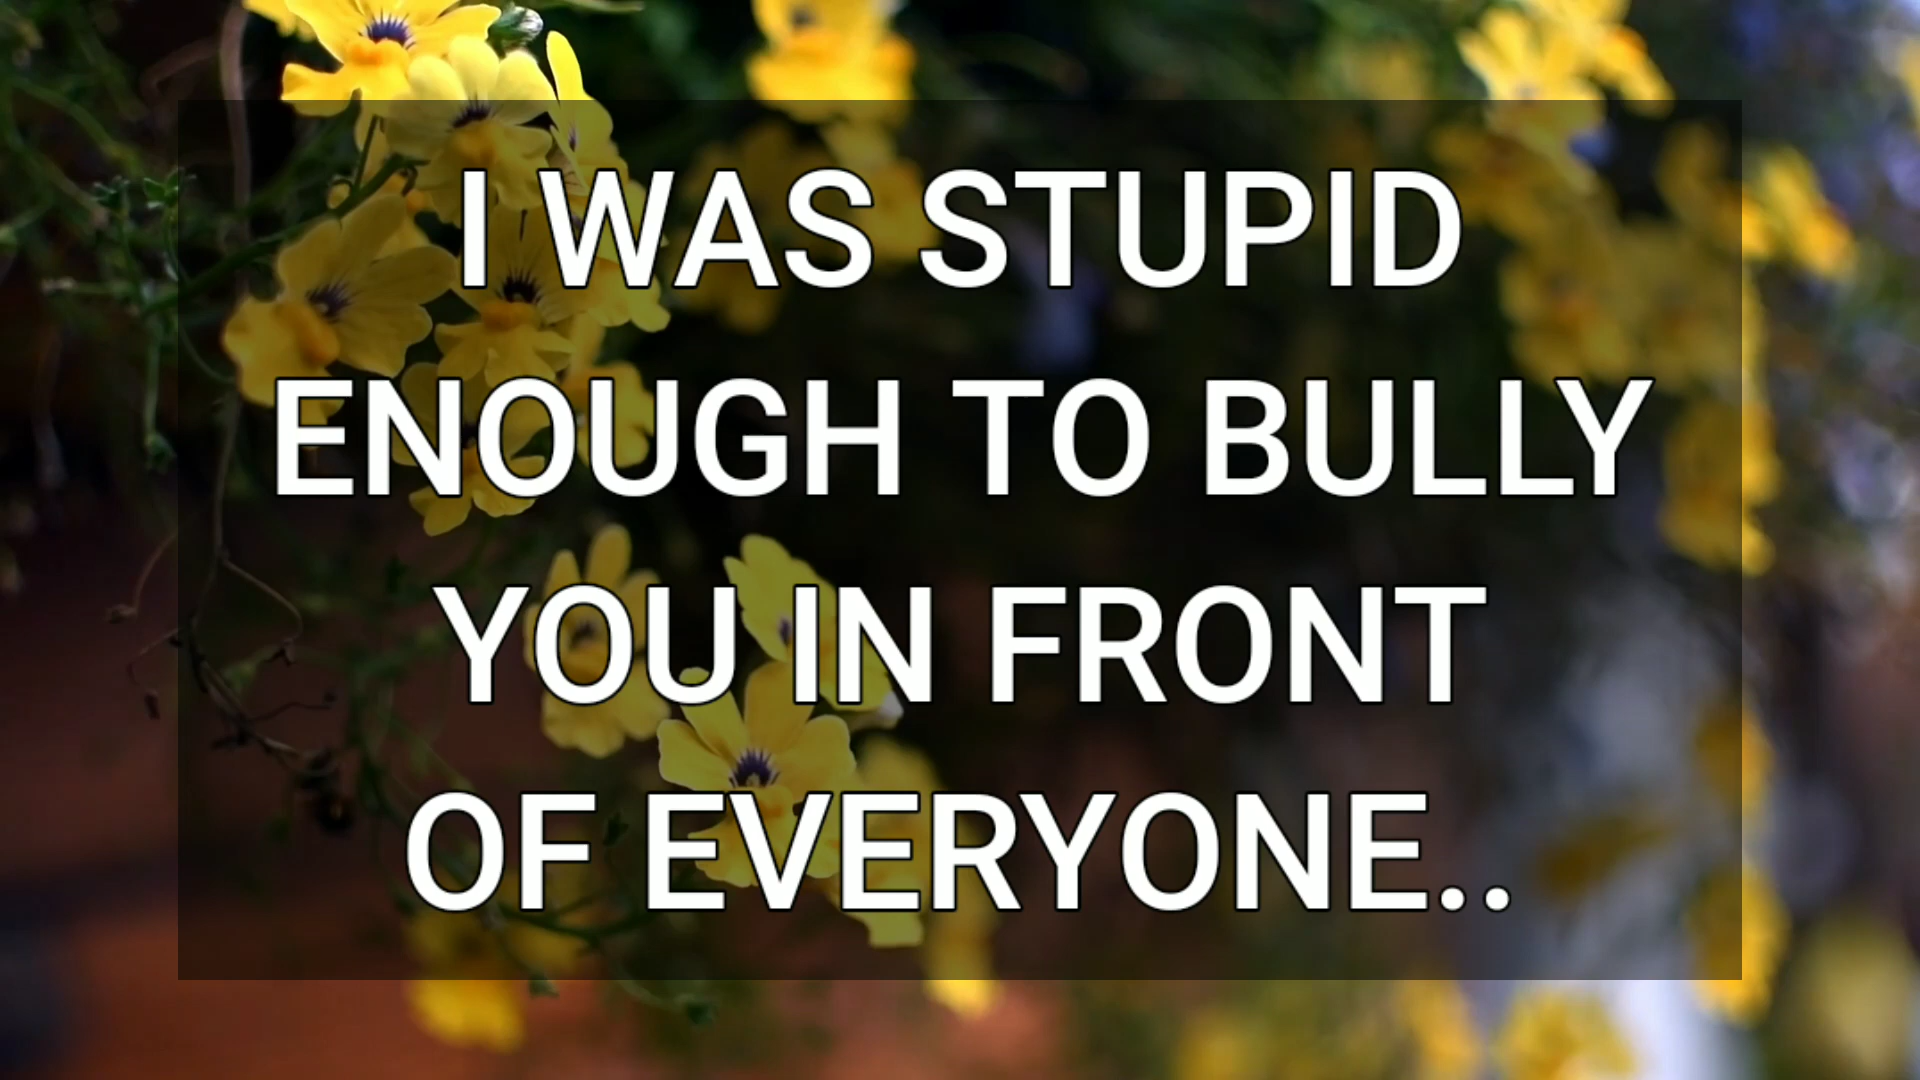 I WAS STUPID
ENOUGH TO BULLY
YOU IN FRONT
OF EVERYONE..